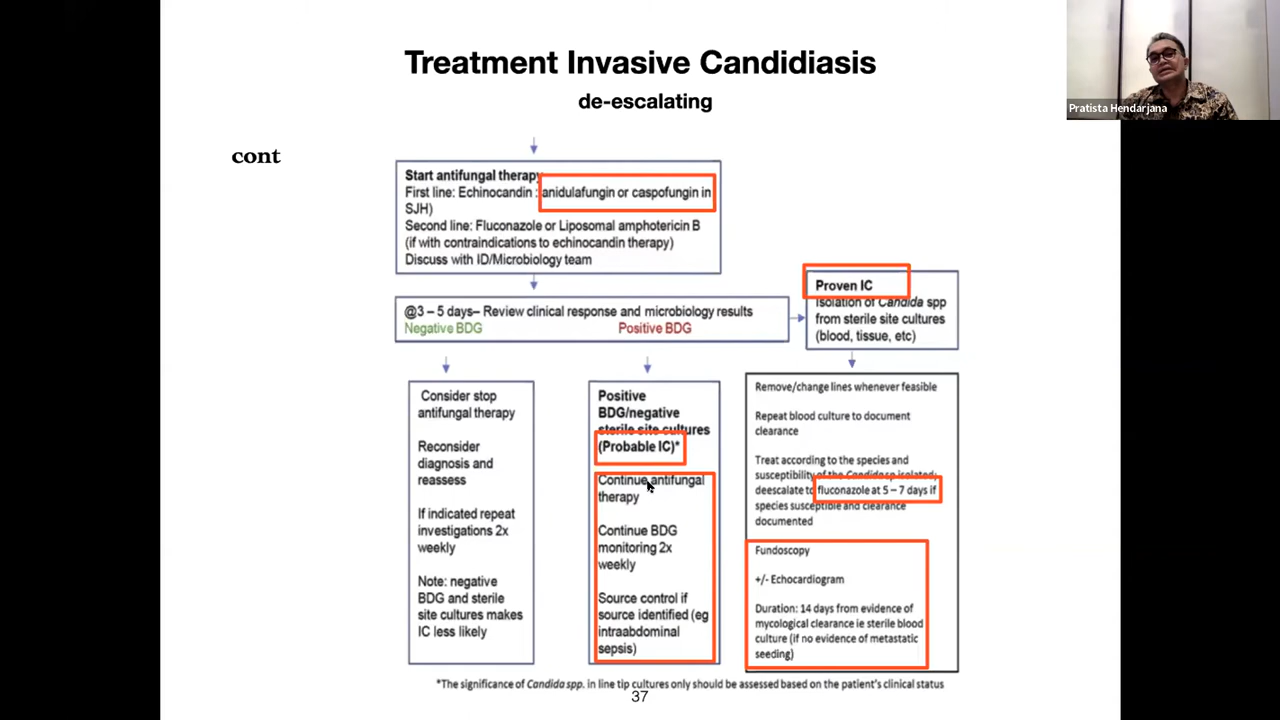 Treatment Invasive Candidiasis
de-escalating
Pratista Hendarjana
cont
Start antifungal therapy
First line: Echinocandin : anidulafungin or caspofungin in
SJH)
Second line: Fluconazole or Liposomal amphotericin B
(if with contraindications to echinocandin therapy)
Discuss with ID/Microbiology team
@3 – 5 days– Review clinical response and microbiology results
Negative BDG
Positive BDG
Proven IC
Isolation of Candida spp
from sterile site cultures
(blood, tissue, etc)
Consider stop
antifungal therapy
Reconsider
diagnosis and
reassess
If indicated repeat
investigations 2x
weekly
Note: negative
BDG and sterile
site cultures makes
IC less likely
Positive
BDG/negative
sterile site cultures
(Probable IC)*
Continue antifungal
therapy
Continue BDG
monitoring 2x
weekly
Source control if
source identified (eg
intraabdominal
sepsis)
Remove/change lines whenever feasible
Repeat blood culture to document
clearance
Treat according to the species and
susceptibility of the Candida sp isolated;
deescalate to fluconazole at 5 – 7 days if
species susceptible and clearance
documented
Fundoscopy
+/- Echocardiogram
Duration: 14 days from evidence of
mycological clearance ie sterile blood
culture (if no evidence of metastatic
seeding)
*The significance of Candida spp. in line tip cultures only should be assessed based on the patient's clinical status
37